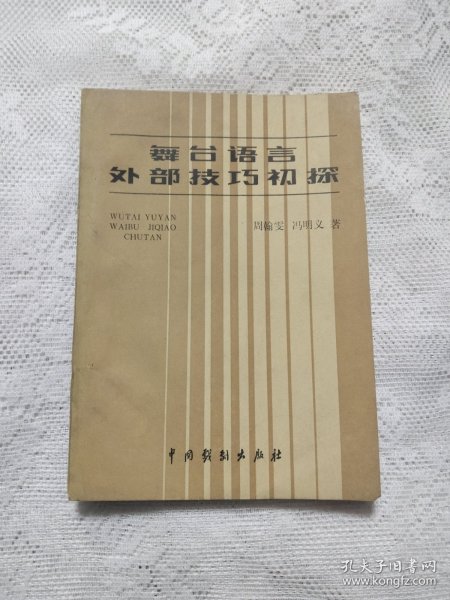 舞台语言
外部技巧初探
WUTAI YUYAN
WAIBU JIQIAO
CHUTAN
周翰雯 冯明义 著
中国戏剧出版社
孔夫子旧书网
www.kongfz.com